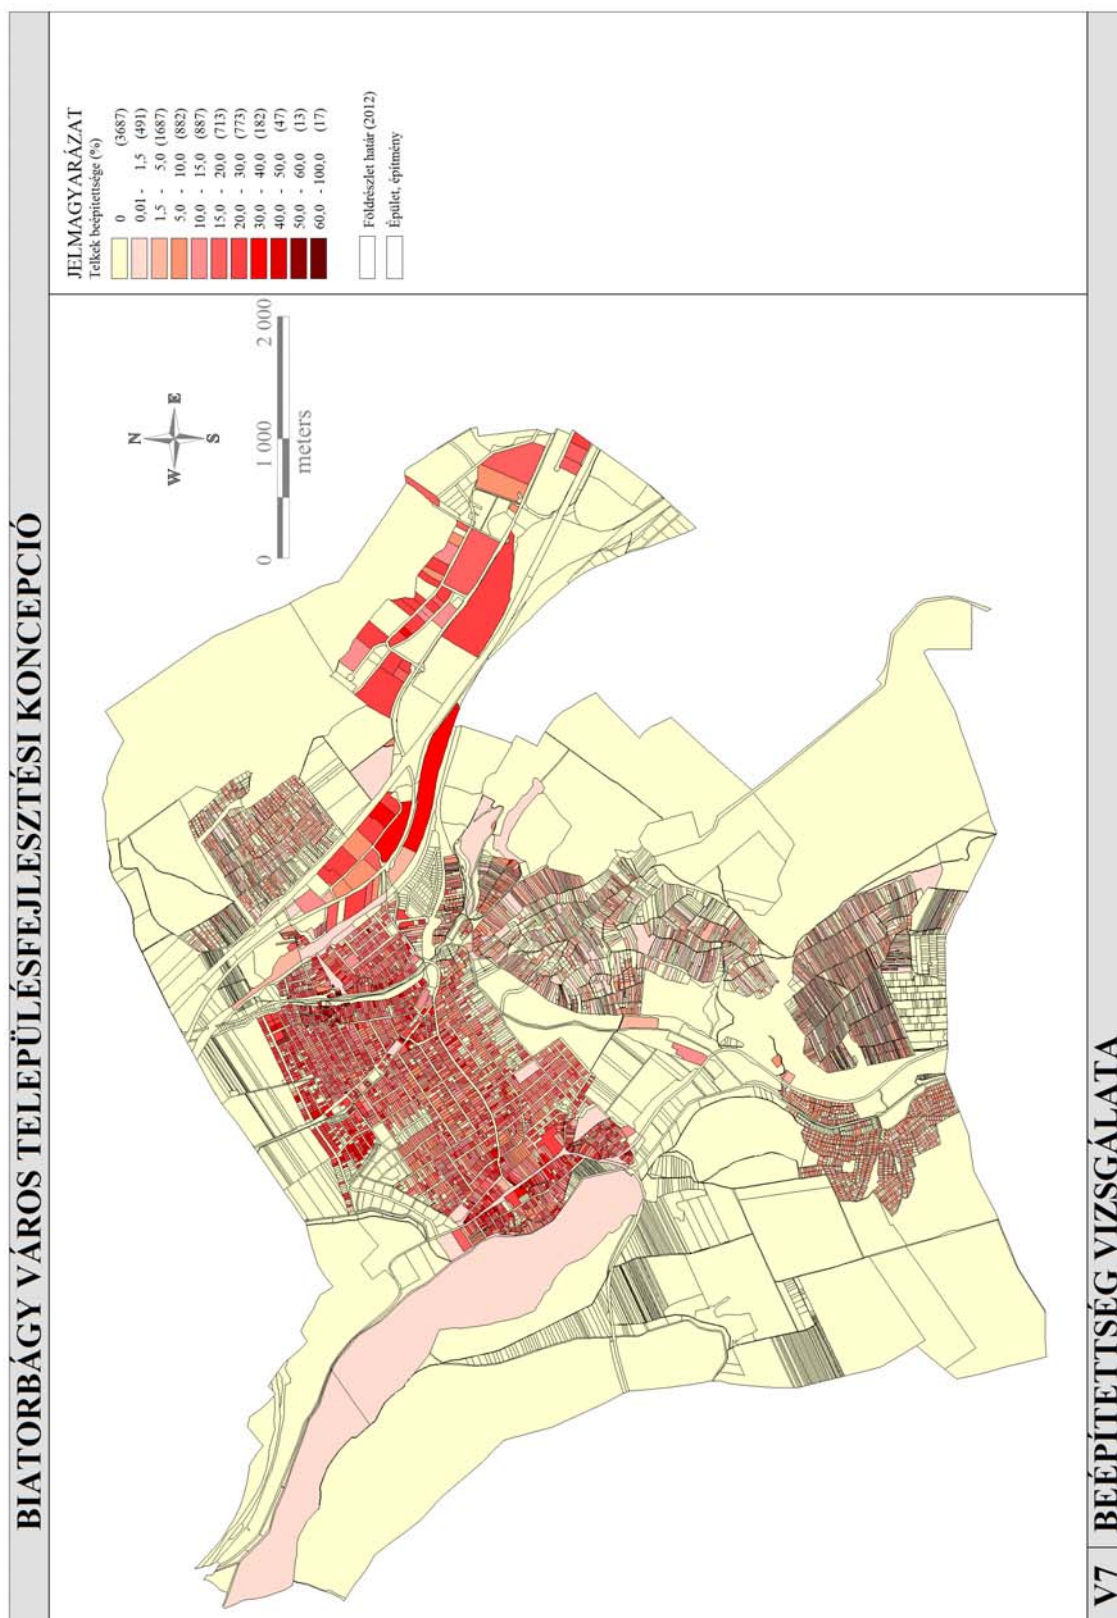 BIATORBÁGY VÁROS TELEPÜLÉSFEJLESZTÉSI KONCEPCIÓ
JELMAGYARÁZAT
Telkek beépítettsége (%)
0 (3687)
0,01 - 1,5 (491)
1,5 - 5,0 (1687)
5,0 - 10,0 (882)
10,0 - 15,0 (887)
15,0 - 20,0 (713)
20,0 - 30,0 (773)
30,0 - 40,0 (182)
40,0 - 50,0 (47)
50,0 - 60,0 (13)
60,0 - 100,0 (17)
Földrészlet határ (2012)
Épület, építmény
N
W E
S
0 1 000 2 000
meters
V7 BEÉPÍTETTSÉG VIZSGÁLATA